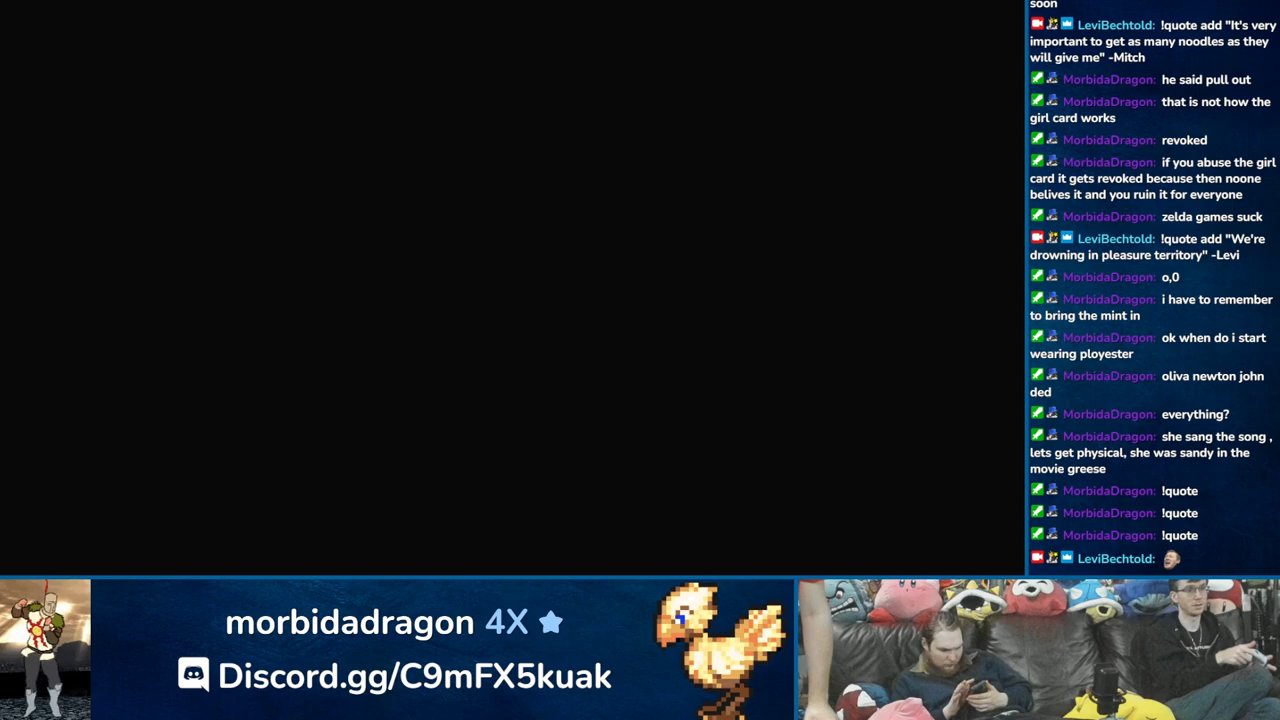 soon
LeviBechtold: !quote add "It's very
important to get as many noodles as they
will give me" -Mitch
MorbidaDragon: he said pull out
MorbidaDragon: that is not how the
girl card works
MorbidaDragon: revoked
MorbidaDragon: if you abuse the girl
card it gets revoked because then noone
belives it and you ruin it for everyone
MorbidaDragon: zelda games suck
LeviBechtold: !quote add "We're
drowning in pleasure territory" -Levi
MorbidaDragon: o,0
MorbidaDragon: i have to remember
to bring the mint in
MorbidaDragon: ok when do i start
wearing ployester
MorbidaDragon: oliva newton john
ded
MorbidaDragon: everything?
MorbidaDragon: she sang the song ,
lets get physical, she was sandy in the
movie greese
MorbidaDragon: !quote
MorbidaDragon: !quote
MorbidaDragon: !quote
LeviBechtold:
morbidadragon 4X
Discord.gg/C9mFX5kuak